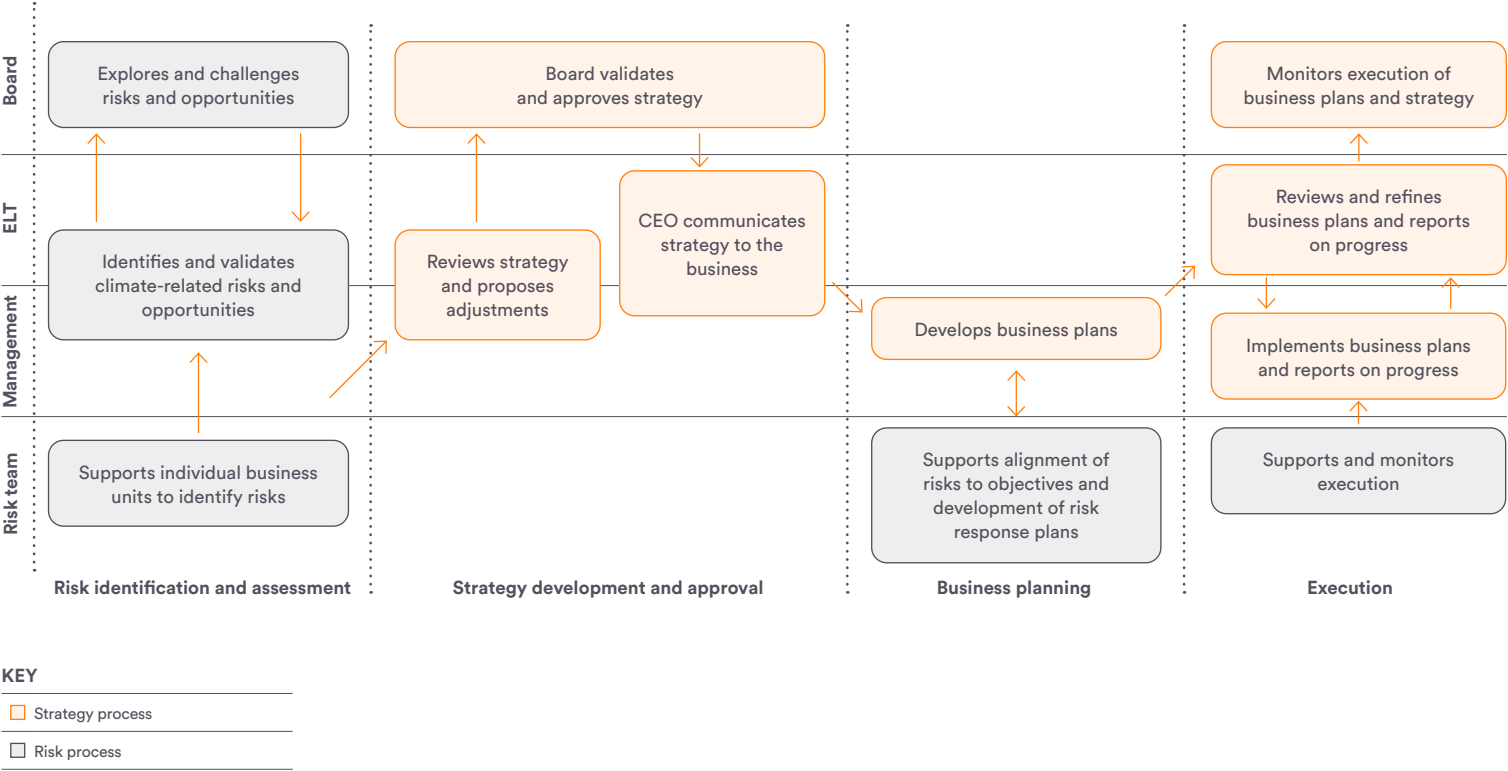 Board
Explores and challenges
risks and opportunities
Board validates
and approves strategy
Monitors execution of
business plans and strategy
ELT
Identifies and validates
climate-related risks and
opportunities
Reviews strategy
and proposes
adjustments
CEO communicates
strategy to the
business
Reviews and refines
business plans and reports
on progress
Management
Develops business plans
Implements business plans
and reports on progress
Risk team
Supports individual business
units to identify risks
Supports alignment of
risks to objectives and
development of risk
response plans
Supports and monitors
execution
Risk identification and assessment
Strategy development and approval
Business planning
Execution
KEY
Strategy process
Risk process